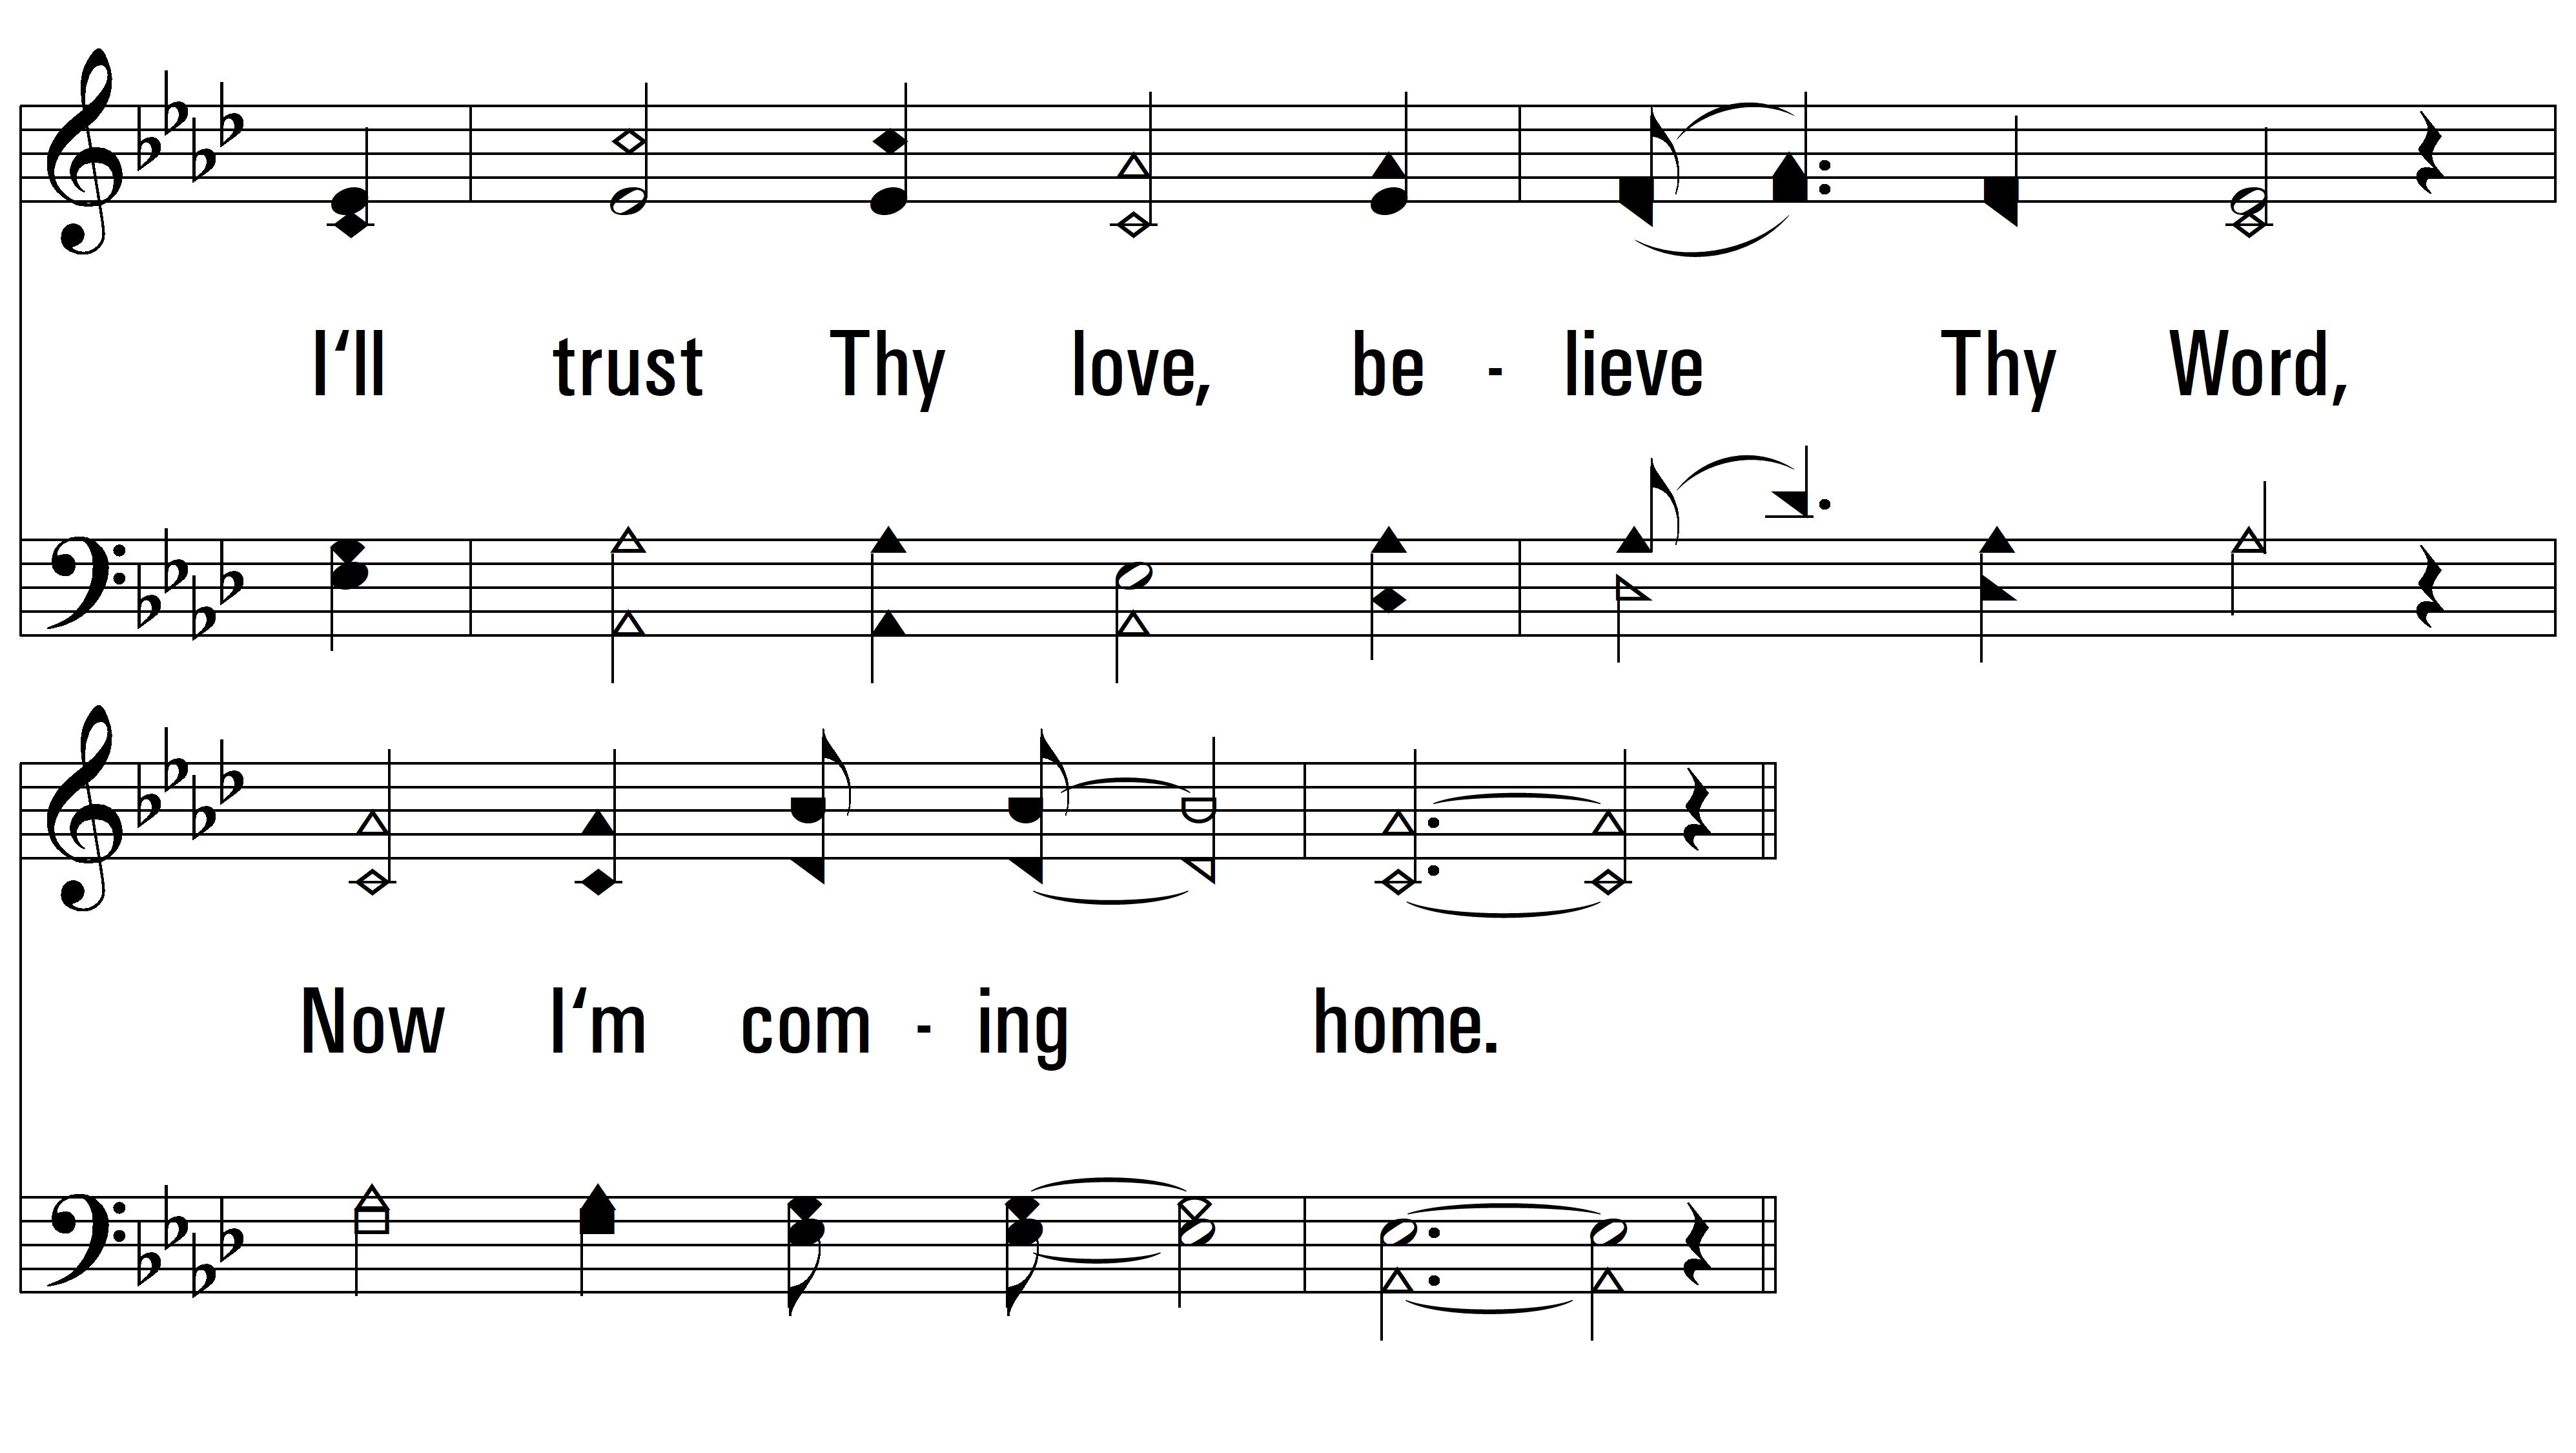 I‘ll trust Thy love, be - lieve Thy Word,
Now I‘m com - ing home.